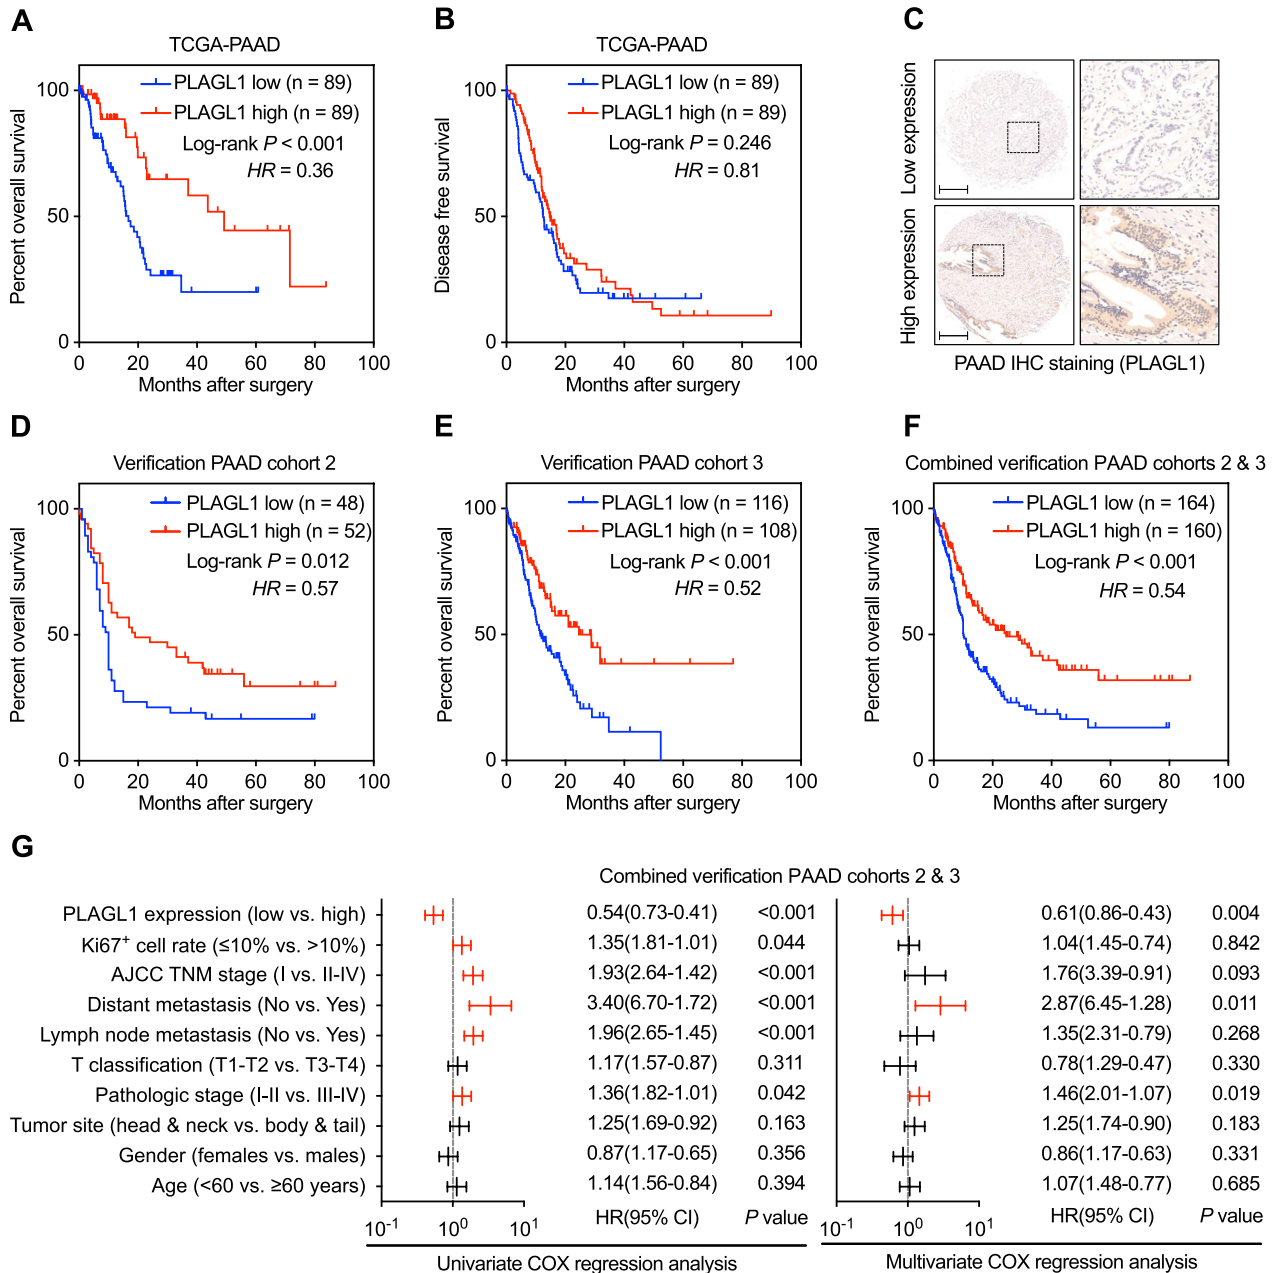 A
TCGA-PAAD
PLAGL1 low (n = 89)
PLAGL1 high (n = 89)
Log-rank P < 0.001
HR = 0.36
Percent overall survival
100
50
0
0 20 40 60 80 100
Months after surgery
B
TCGA-PAAD
PLAGL1 low (n = 89)
PLAGL1 high (n = 89)
Log-rank P = 0.246
HR = 0.81
Disease free survival
100
50
0
0 20 40 60 80 100
Months after surgery
C
Low expression
High expression
PAAD IHC staining (PLAGL1)
D
Verification PAAD cohort 2
PLAGL1 low (n = 48)
PLAGL1 high (n = 52)
Log-rank P = 0.012
HR = 0.57
Percent overall survival
100
50
0
0 20 40 60 80 100
Months after surgery
E
Verification PAAD cohort 3
PLAGL1 low (n = 116)
PLAGL1 high (n = 108)
Log-rank P < 0.001
HR = 0.52
Percent overall survival
100
50
0
0 20 40 60 80 100
Months after surgery
F
Combined verification PAAD cohorts 2 & 3
PLAGL1 low (n = 164)
PLAGL1 high (n = 160)
Log-rank P < 0.001
HR = 0.54
Percent overall survival
100
50
0
0 20 40 60 80 100
Months after surgery
G
Combined verification PAAD cohorts 2 & 3
PLAGL1 expression (low vs. high) 0.54(0.73-0.41) <0.001 0.61(0.86-0.43) 0.004
Ki67⁺ cell rate (≤10% vs. >10%) 1.35(1.81-1.01) 0.044 1.04(1.45-0.74) 0.842
AJCC TNM stage (I vs. II-IV) 1.93(2.64-1.42) <0.001 1.76(3.39-0.91) 0.093
Distant metastasis (No vs. Yes) 3.40(6.70-1.72) <0.001 2.87(6.45-1.28) 0.011
Lymph node metastasis (No vs. Yes) 1.96(2.65-1.45) <0.001 1.35(2.31-0.79) 0.268
T classification (T1-T2 vs. T3-T4) 1.17(1.57-0.87) 0.311 0.78(1.29-0.47) 0.330
Pathologic stage (I-II vs. III-IV) 1.36(1.82-1.01) 0.042 1.46(2.01-1.07) 0.019
Tumor site (head & neck vs. body & tail) 1.25(1.69-0.92) 0.163 1.25(1.74-0.90) 0.183
Gender (females vs. males) 0.87(1.17-0.65) 0.356 0.86(1.17-0.63) 0.331
Age (<60 vs. ≥60 years) 1.14(1.56-0.84) 0.394 1.07(1.48-0.77) 0.685
10⁻¹ 10⁰ 10¹ HR(95% CI) P value 10⁻¹ 10⁰ 10¹ HR(95% CI) P value
Univariate COX regression analysis Multivariate COX regression analysis